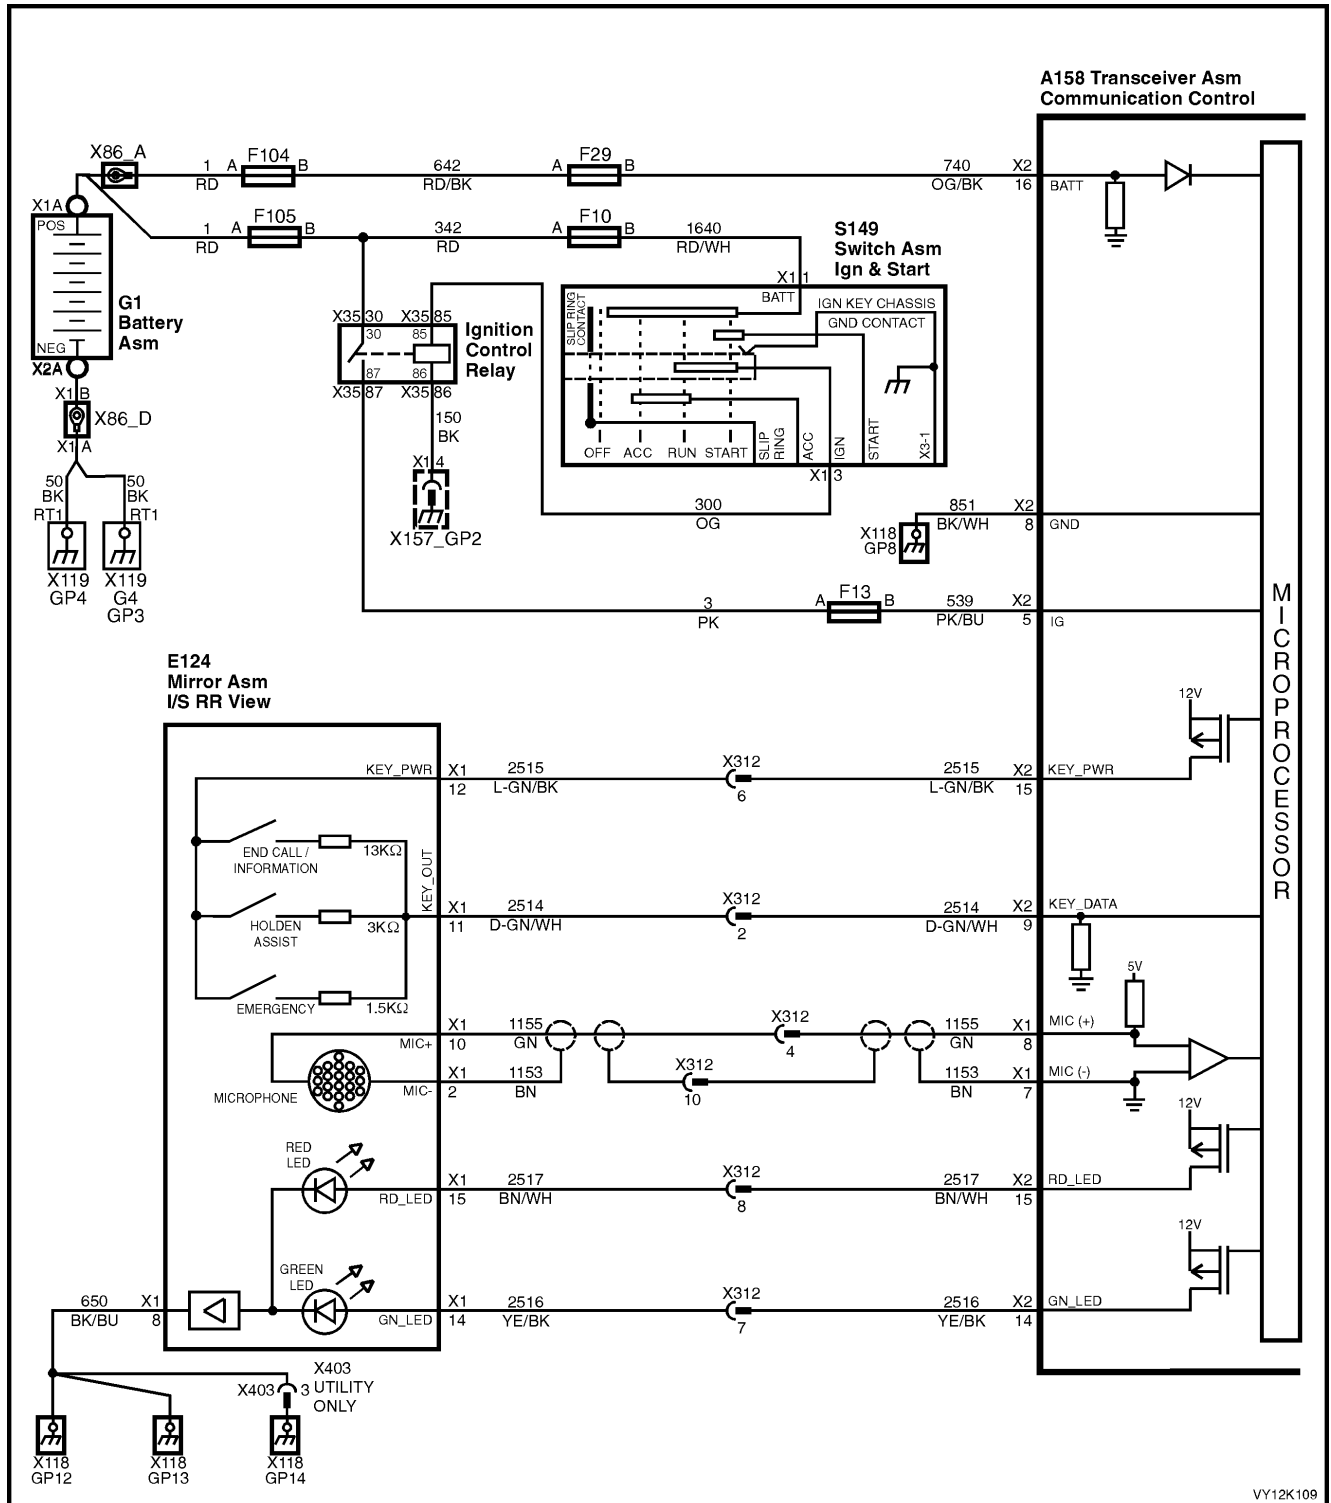 A158 Transceiver Asm
Communication Control
X86_A
1
RD
A
F104
B
642
RD/BK
A
F29
B
740
OG/BK
X2
16
BATT
X1A
POS
NEG
X2A
G1
Battery
Asm
1
RD
A
F105
B
342
RD
A
F10
B
1640
RD/WH
S149
Switch Asm
Ign & Start
X1 1
BATT
SLIP RING
CONTACT
IGN KEY CHASSIS
GND CONTACT
OFF
ACC
RUN
START
SLIP
RING
ACC
IGN
START
X3-1
X1 3
X35 30
X35 85
30
85
87
86
X35 87
X35 86
Ignition
Control
Relay
150
BK
X1 4
X157_GP2
X1 B
X86_D
X1 A
50
BK
RT1
50
BK
RT1
X119
GP4
X119
G4
GP3
300
OG
X118
GP8
851
BK/WH
X2
8
GND
3
PK
A
F13
B
539
PK/BU
X2
5
IG
MICROPROCESSOR
E124
Mirror Asm
I/S RR View
12V
KEY_PWR
X1
12
2515
L-GN/BK
X312
6
2515
L-GN/BK
X2
15
KEY_PWR
END CALL /
INFORMATION
13KΩ
KEY_OUT
HOLDEN
ASSIST
3KΩ
X1
11
2514
D-GN/WH
X312
2
2514
D-GN/WH
X2
9
KEY_DATA
EMERGENCY
1.5KΩ
5V
MIC+
X1
10
1155
GN
X312
4
1155
GN
X1
8
MIC (+)
MICROPHONE
MIC-
X1
2
1153
BN
X312
10
1153
BN
X1
7
MIC (-)
12V
RED
LED
RD_LED
X1
15
2517
BN/WH
X312
8
2517
BN/WH
X2
15
RD_LED
12V
GREEN
LED
GN_LED
X1
14
2516
YE/BK
X312
7
2516
YE/BK
X2
14
GN_LED
650
BK/BU
X1
8
X403
3
X403
UTILITY
ONLY
X118
GP12
X118
GP13
X118
GP14
VY12K109